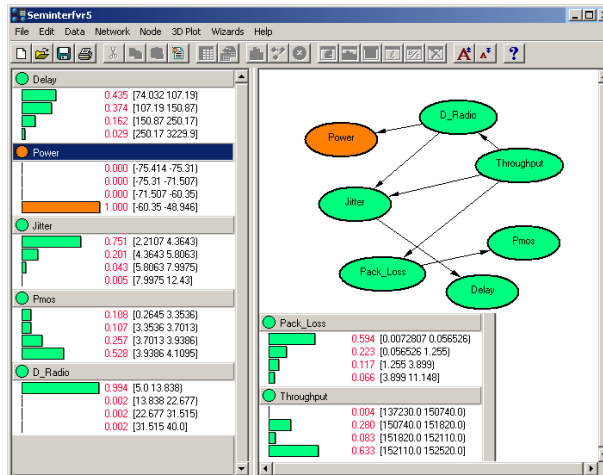 Seminterfvr5
File Edit Data Network Node 3D Plot Wizards Help
Delay
0.435 [74.032 107.19]
0.374 [107.19 150.87]
0.162 [150.87 250.17]
0.029 [250.17 3229.9]
Power
0.000 [-75.414 -75.31]
0.000 [-75.31 -71.507]
0.000 [-71.507 -60.35]
1.000 [-60.35 -48.946]
Jitter
0.751 [2.2107 4.3643]
0.201 [4.3643 5.8063]
0.043 [5.8063 7.9975]
0.005 [7.9975 12.43]
Pmos
0.108 [0.2645 3.3536]
0.107 [3.3536 3.7013]
0.257 [3.7013 3.9386]
0.528 [3.9386 4.1095]
D_Radio
0.994 [5.0 13.838]
0.002 [13.838 22.677]
0.002 [22.677 31.515]
0.002 [31.515 40.0]
D_Radio
Power
Throughput
Jitter
Pmos
Pack_Loss
Delay
Pack_Loss
0.594 [0.0072807 0.056526]
0.223 [0.056526 1.255]
0.117 [1.255 3.899]
0.066 [3.899 11.148]
Throughput
0.004 [137230.0 150740.0]
0.280 [150740.0 151820.0]
0.083 [151820.0 152110.0]
0.633 [152110.0 152520.0]